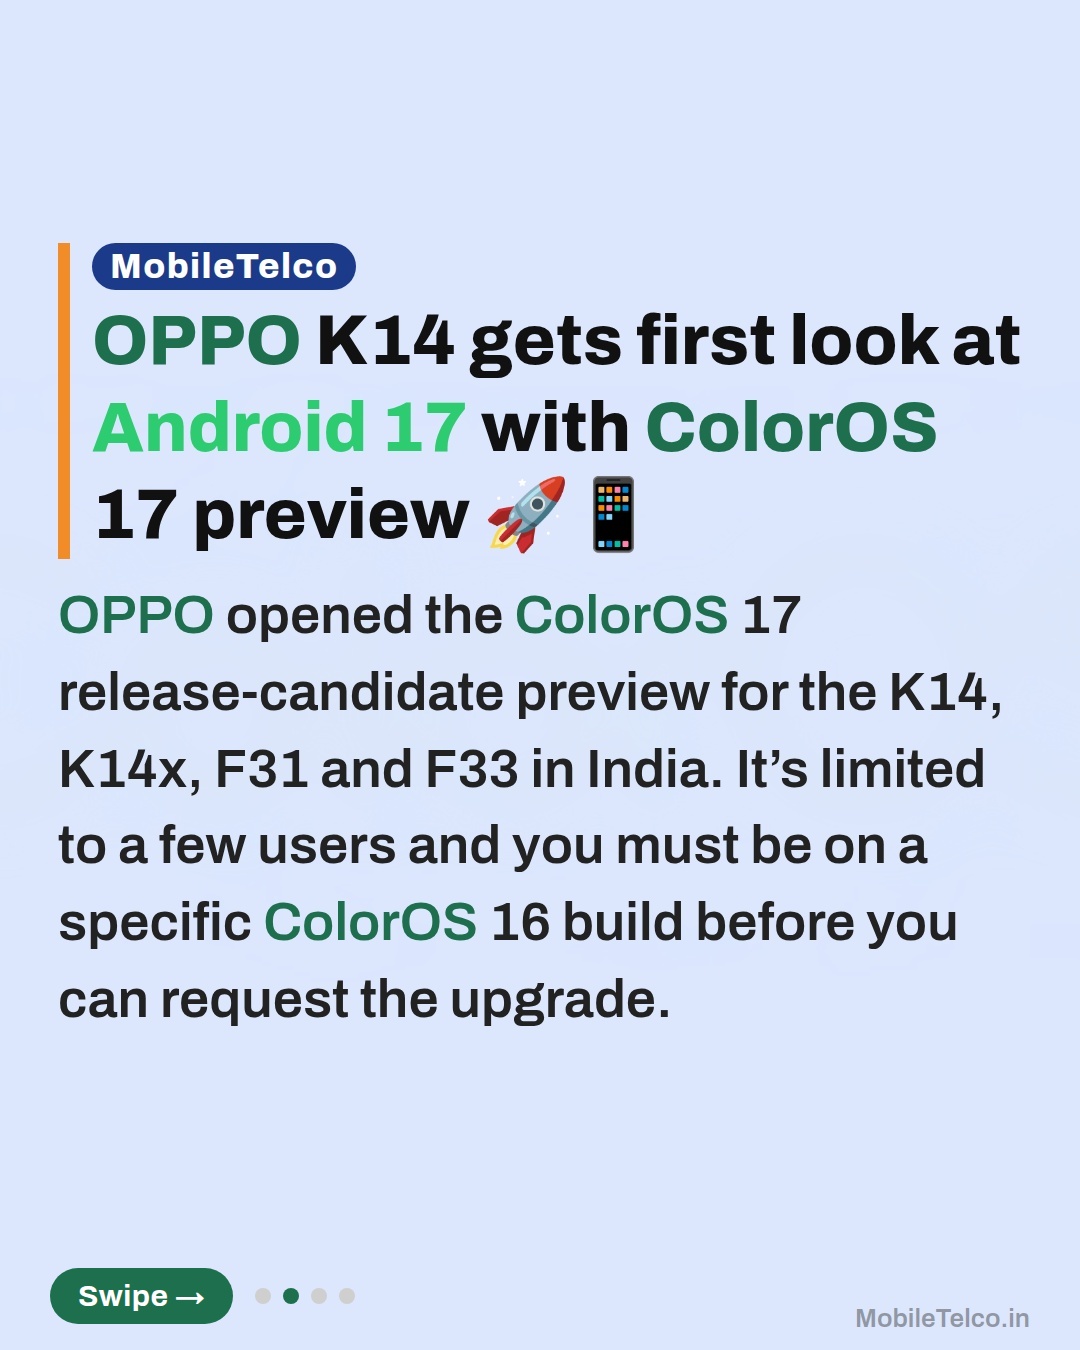 MobileTelco
OPPO K14 gets first look at
Android 17 with ColorOS
17 preview 🚀 📱
OPPO opened the ColorOS 17
release-candidate preview for the K14,
K14x, F31 and F33 in India. It’s limited
to a few users and you must be on a
specific ColorOS 16 build before you
can request the upgrade.
Swipe →
MobileTelco.in